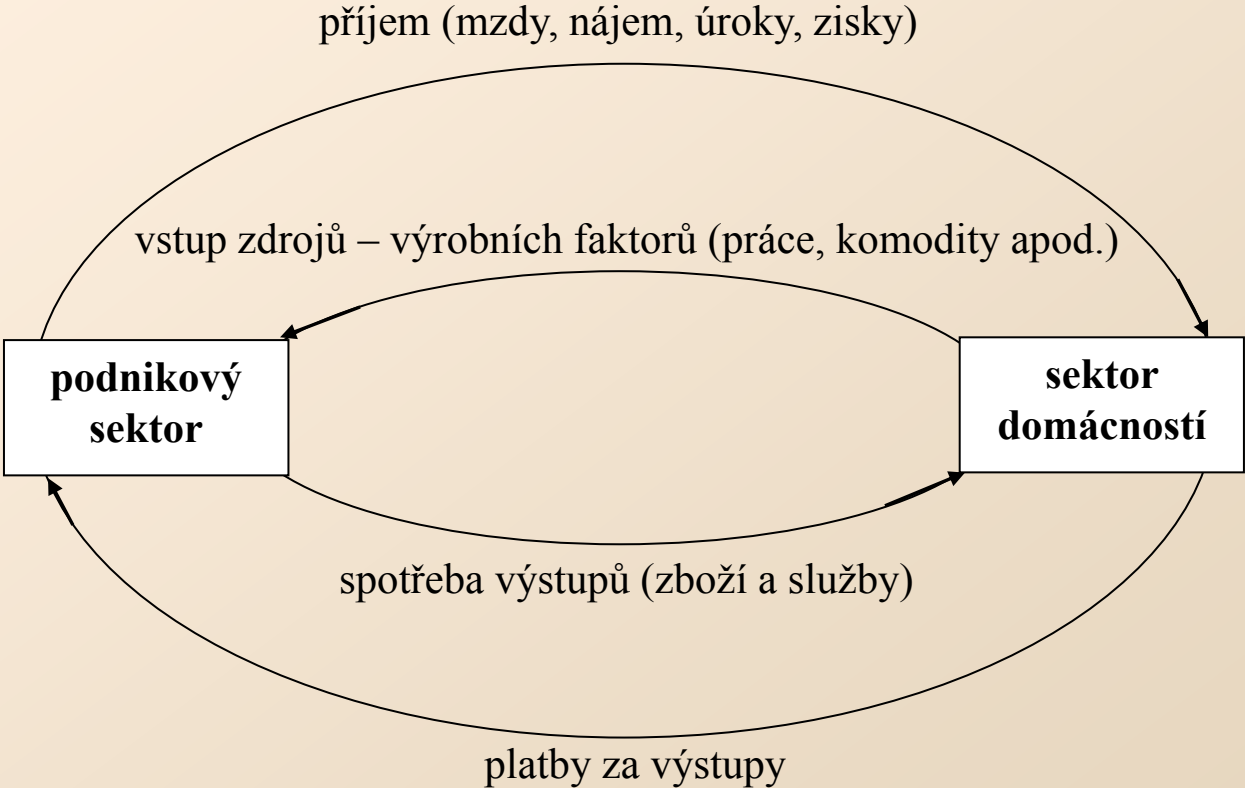 příjem (mzdy, nájem, úroky, zisky)
vstup zdrojů – výrobních faktorů (práce, komodity apod.)
podnikový
sektor
sektor
domácností
spotřeba výstupů (zboží a služby)
platby za výstupy